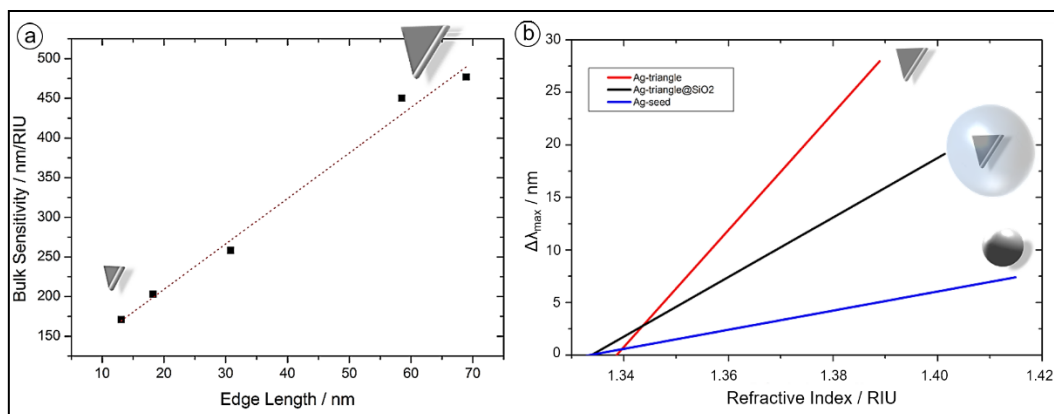 a
Bulk Sensitivity / nm/RIU
500
450
400
350
300
250
200
150
10 20 30 40 50 60 70
Edge Length / nm
b
Δλmax / nm
30
25
20
15
10
5
0
Ag-triangle
Ag-triangle@SiO2
Ag-seed
1.34 1.36 1.38 1.40 1.42
Refractive Index / RIU